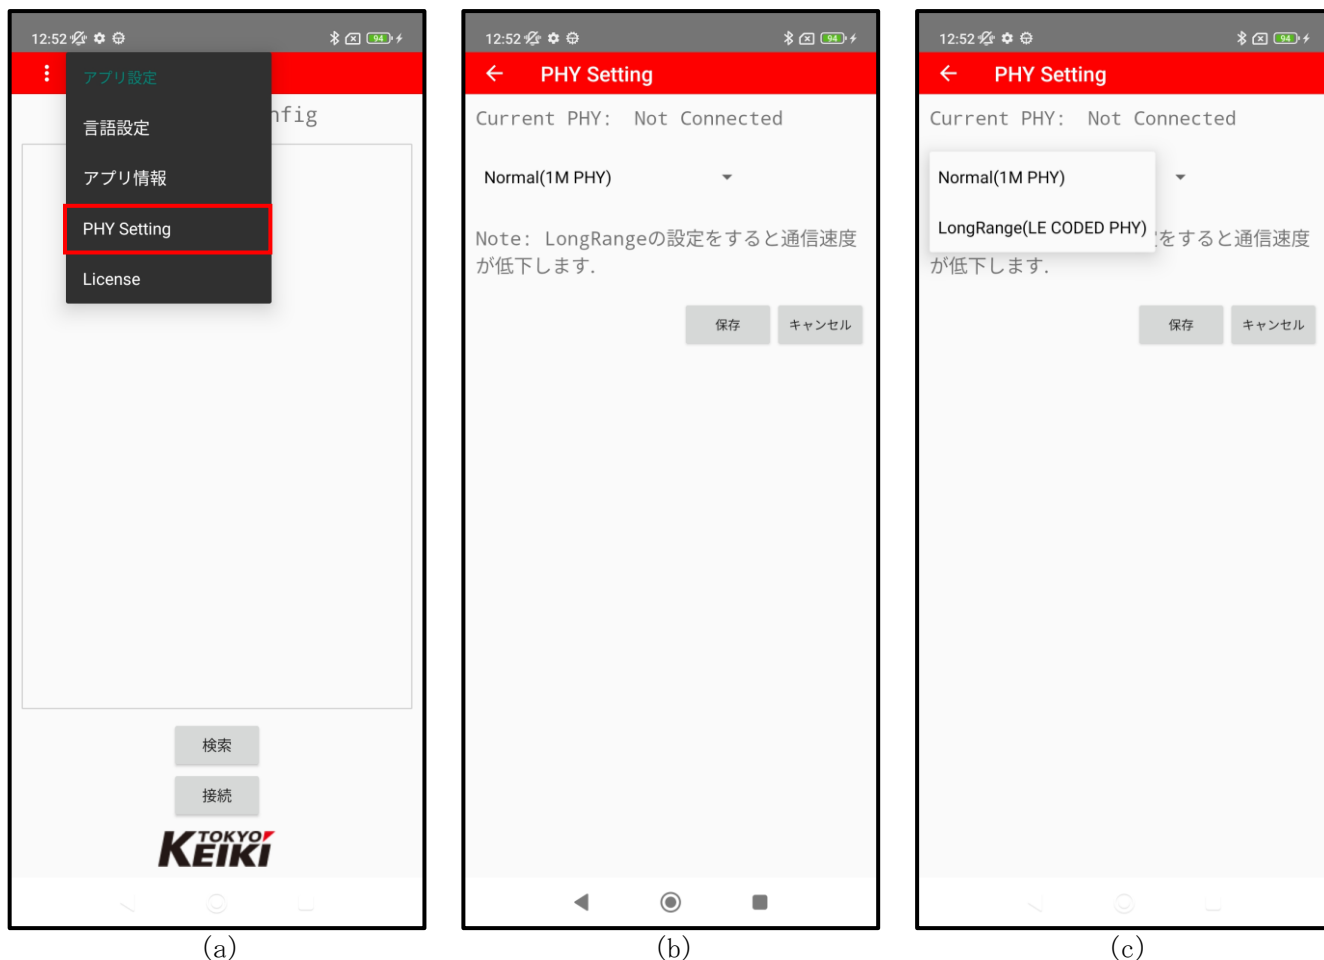 12:52
94
アプリ設定
言語設定
アプリ情報
PHY Setting
License
nfig
検索
接続
TOKYO
KEIKI
(a)
12:52
94
PHY Setting
Current PHY: Not Connected
Normal(1M PHY)
Note: LongRangeの設定をすると通信速度
が低下します.
保存
キャンセル
(b)
12:52
94
PHY Setting
Current PHY: Not Connected
Normal(1M PHY)
LongRange(LE CODED PHY)
定をすると通信速度
が低下します.
保存
キャンセル
(c)